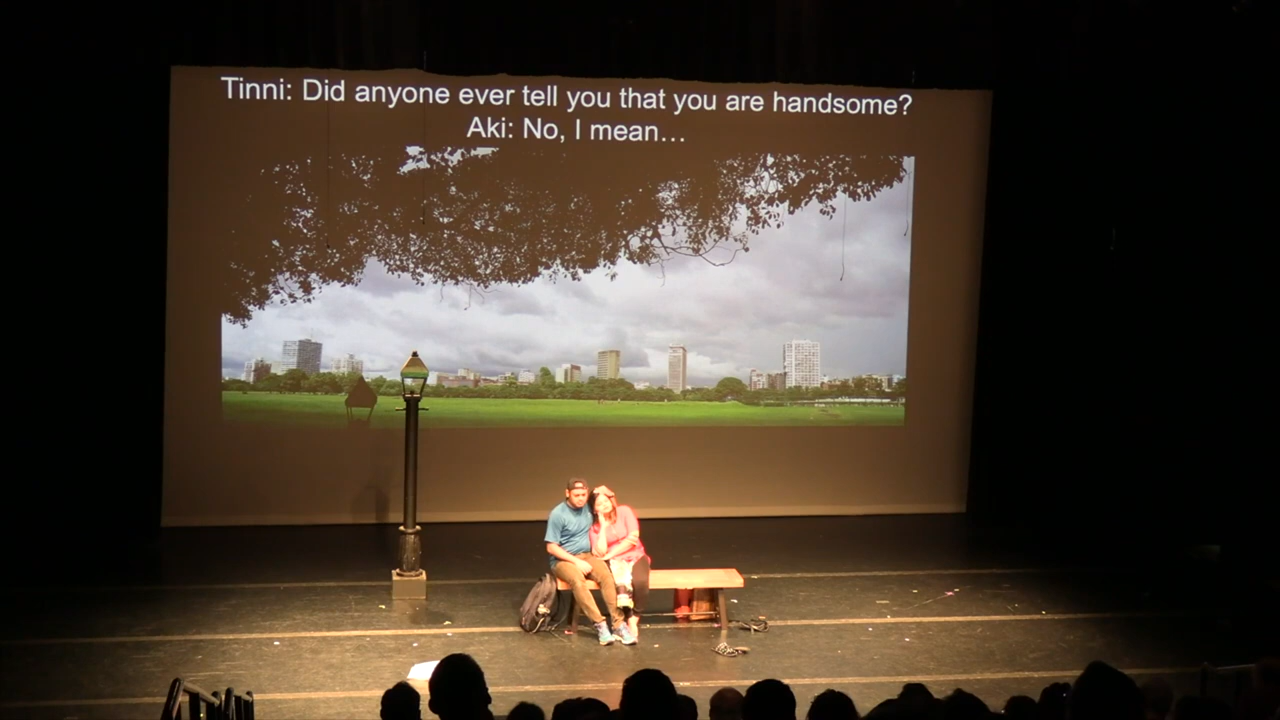 Tinni: Did anyone ever tell you that you are handsome?
Aki: No, I mean…